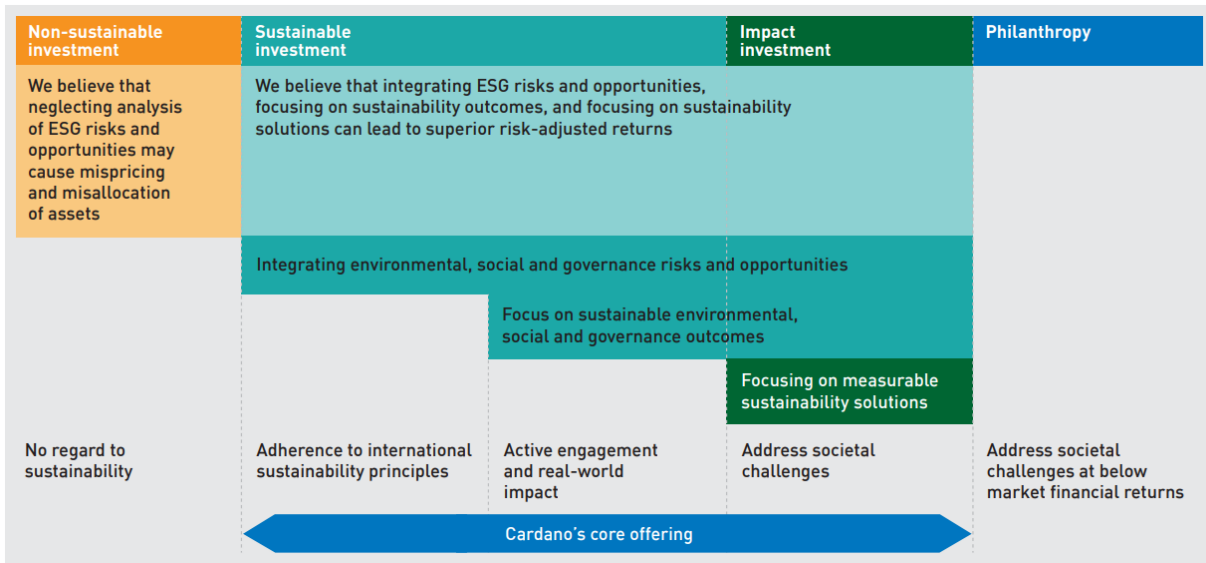 Non-sustainable
investment
Sustainable
investment
Impact
investment
Philanthropy
We believe that
neglecting analysis
of ESG risks and
opportunities may
cause mispricing
and misallocation
of assets
We believe that integrating ESG risks and opportunities,
focusing on sustainability outcomes, and focusing on sustainability
solutions can lead to superior risk-adjusted returns
Integrating environmental, social and governance risks and opportunities
Focus on sustainable environmental,
social and governance outcomes
Focusing on measurable
sustainability solutions
No regard to
sustainability
Adherence to international
sustainability principles
Active engagement
and real-world
impact
Address societal
challenges
Address societal
challenges at below
market financial returns
Cardano's core offering